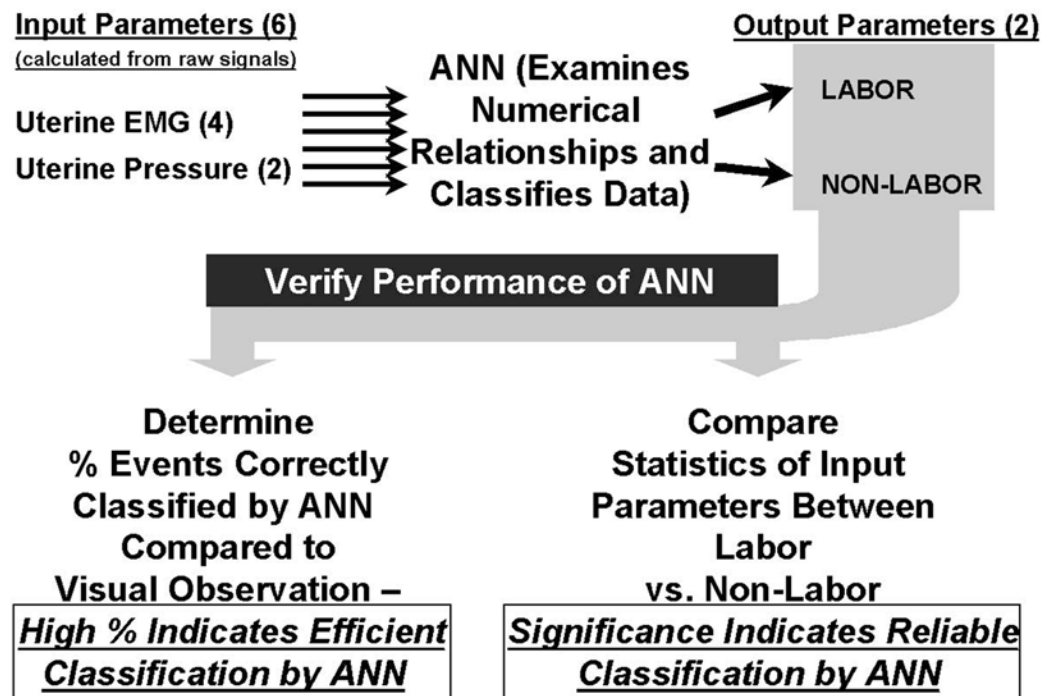 Input Parameters (6)
(calculated from raw signals)
Uterine EMG (4)
Uterine Pressure (2)
ANN (Examines
Numerical
Relationships and
Classifies Data)
Output Parameters (2)
LABOR
NON-LABOR
Verify Performance of ANN
Determine
% Events Correctly
Classified by ANN
Compared to
Visual Observation –
High % Indicates Efficient
Classification by ANN
Compare
Statistics of Input
Parameters Between
Labor
vs. Non-Labor
Significance Indicates Reliable
Classification by ANN